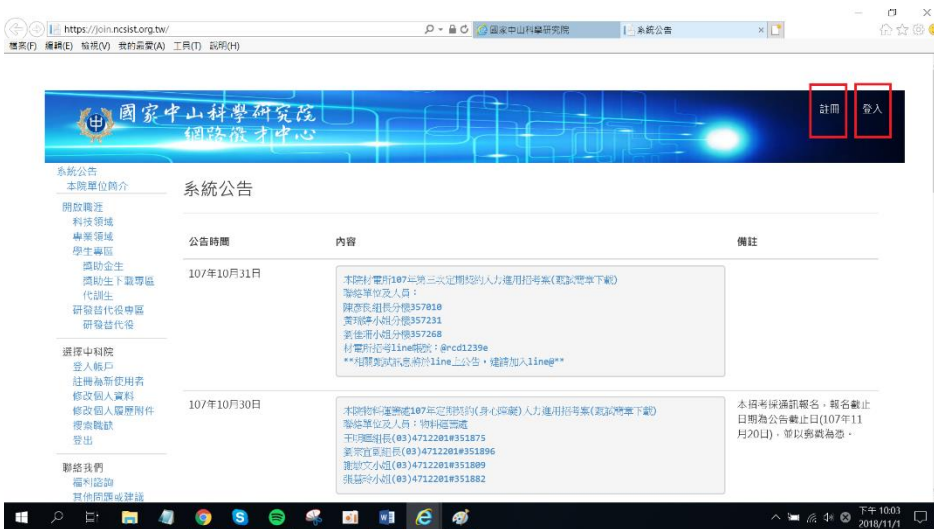 https://join.ncsist.org.tw/
國家中山科學研究院
系統公告
檔案(F) 編輯(E) 檢視(V) 我的最愛(A) 工具(T) 說明(H)
國家中山科學研究院
網路徵才中心
註冊
登入
系統公告
本院單位簡介
開放職涯
科技領域
專業領域
學生專區
獎助金生
獎助生下載專區
代訓生
研發替代役專區
研發替代役
選擇中科院
登入帳戶
註冊為新使用者
修改個人資料
修改個人履歷附件
搜索職缺
登出
聯絡我們
福利諮詢
其他問題或建議
系統公告
公告時間 內容 備註
107年10月31日
本院材電所107年第三次定期契約人力進用招考案(甄試簡章下載)
聯絡單位及人員：
陳彥良組長分機357010
黃瑞婷小姐分機357231
劉佳珊小姐分機357268
材電所招考line帳號：@rcd1239e
**相關甄試訊息將於line上公告，建請加入line@**
107年10月30日
本院物料運籌處107年定期契約(身心障礙)人力進用招考案(甄試簡章下載)
聯絡單位及人員：物料運籌處
王明國組長(03)4712201#351875
(03)4712201#351896
謝敏文小姐(03)4712201#351809
張慧玲小姐(03)4712201#351882
本招考採通訊報名，報名截止
日期為公告截止日(107年11
月20日)，並以郵戳為憑。
下午 10:03
2018/11/1